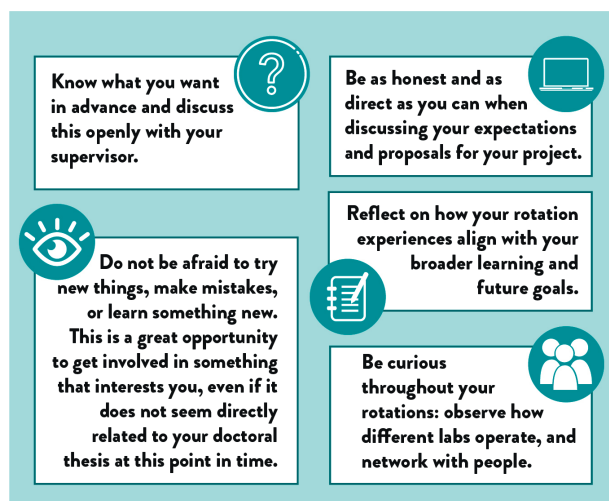 Know what you want
in advance and discuss
this openly with your
supervisor.
Be as honest and as
direct as you can when
discussing your expectations
and proposals for your project.
Do not be afraid to try
new things, make mistakes,
or learn something new.
This is a great opportunity
to get involved in something
that interests you, even if it
does not seem directly
related to your doctoral
thesis at this point in time.
Reflect on how your rotation
experiences align with your
broader learning and
future goals.
Be curious
throughout your
rotations: observe how
different labs operate, and
network with people.